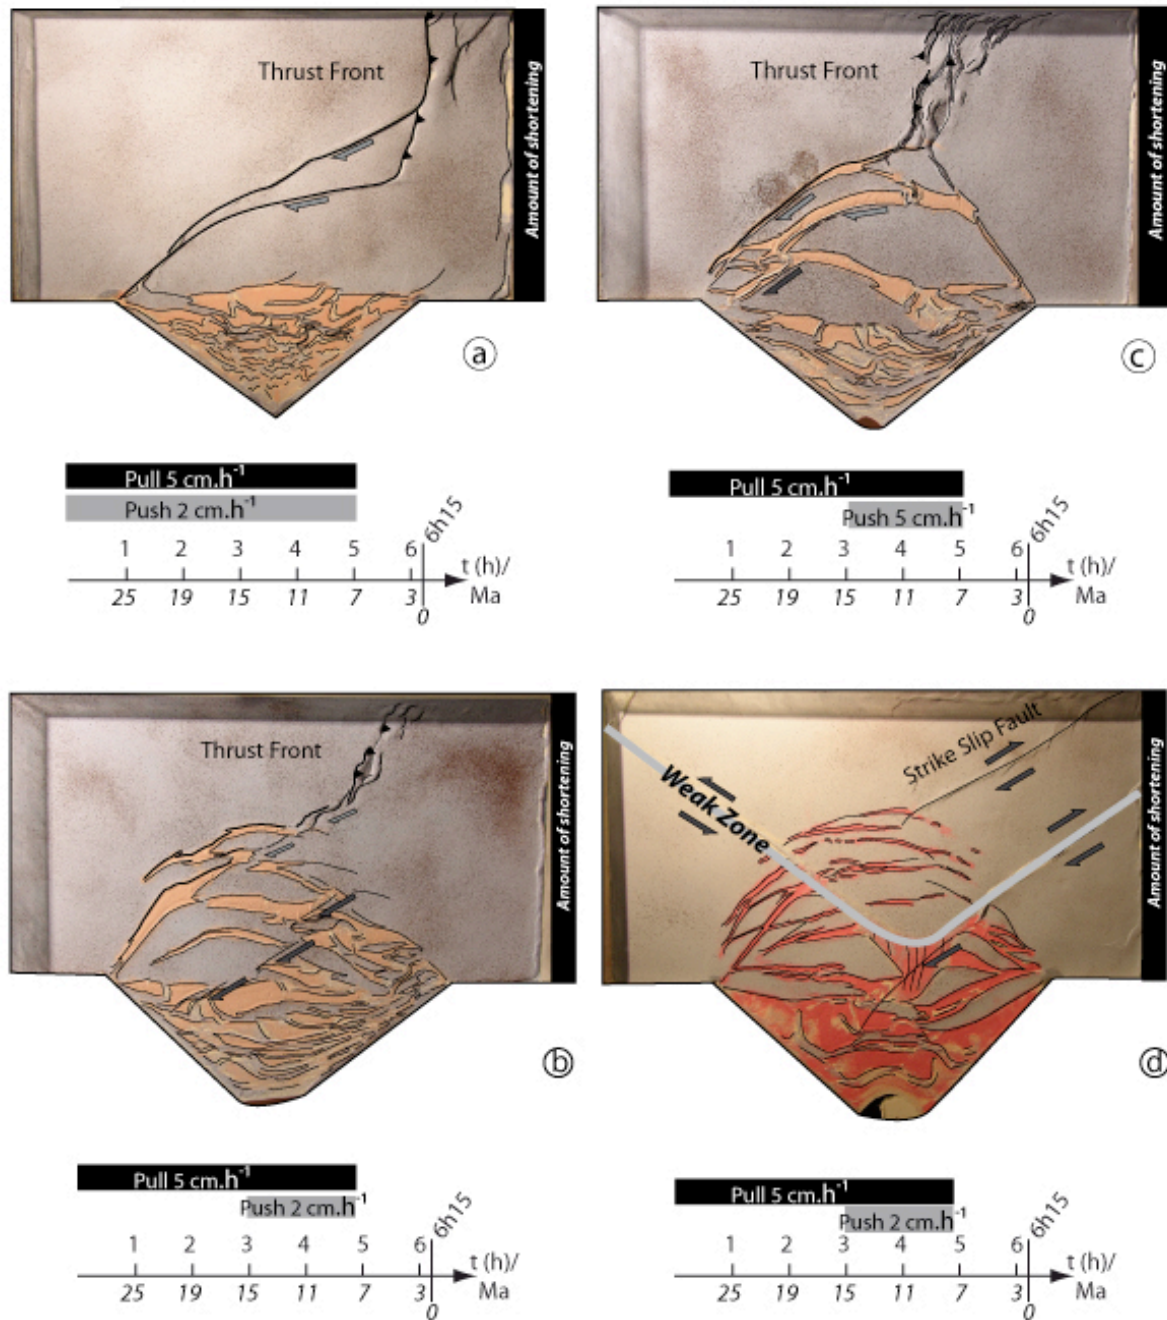 Thrust Front
Amount of shortening
a
Pull 5 cm.h-1
Push 2 cm.h-1
1 2 3 4 5 6 6h15
t (h)/
Ma
25 19 15 11 7 3 0
Thrust Front
Amount of shortening
c
Pull 5 cm.h-1
Push 5 cm.h-1
1 2 3 4 5 6 6h15
t (h)/
Ma
25 19 15 11 7 3 0
Thrust Front
Amount of shortening
b
Pull 5 cm.h-1
Push 2 cm.h-1
1 2 3 4 5 6 6h15
t (h)/
Ma
25 19 15 11 7 3 0
Strike Slip Fault
Weak Zone
Amount of shortening
d
Pull 5 cm.h-1
Push 2 cm.h-1
1 2 3 4 5 6 6h15
t (h)/
Ma
25 19 15 11 7 3 0